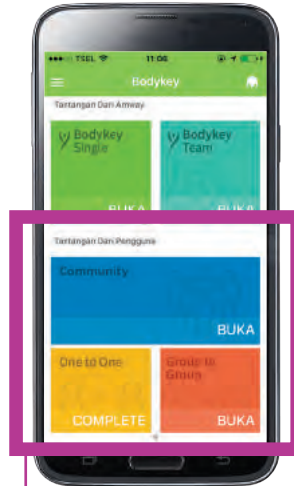 TSEL 11:06
Bodykey
Tantangan Dari Amway
Bodykey Single
Bodykey Team
BUKA
BUKA
Tantangan Dari Pengguna
Community
BUKA
One to One
Group to Group
COMPLETE
BUKA